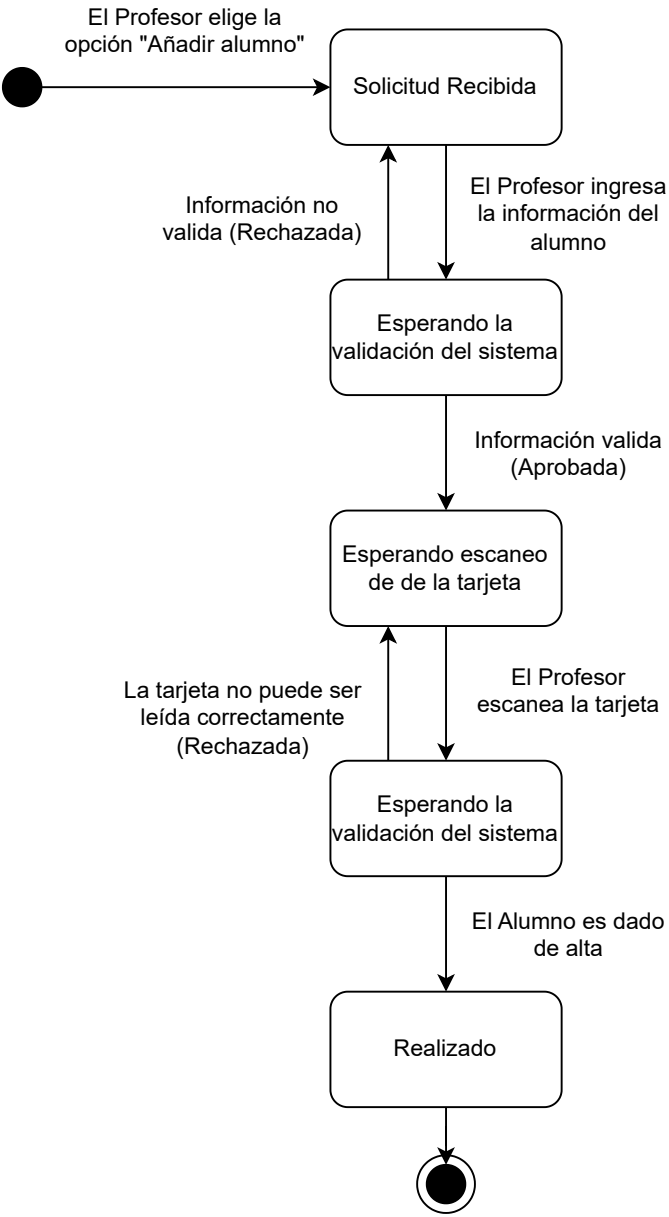 El Profesor elige la
opción "Añadir alumno"
Solicitud Recibida
Información no
valida (Rechazada)
El Profesor ingresa
la información del
alumno
Esperando la
validación del sistema
Información valida
(Aprobada)
Esperando escaneo
de de la tarjeta
La tarjeta no puede ser
leída correctamente
(Rechazada)
El Profesor
escanea la tarjeta
Esperando la
validación del sistema
El Alumno es dado
de alta
Realizado